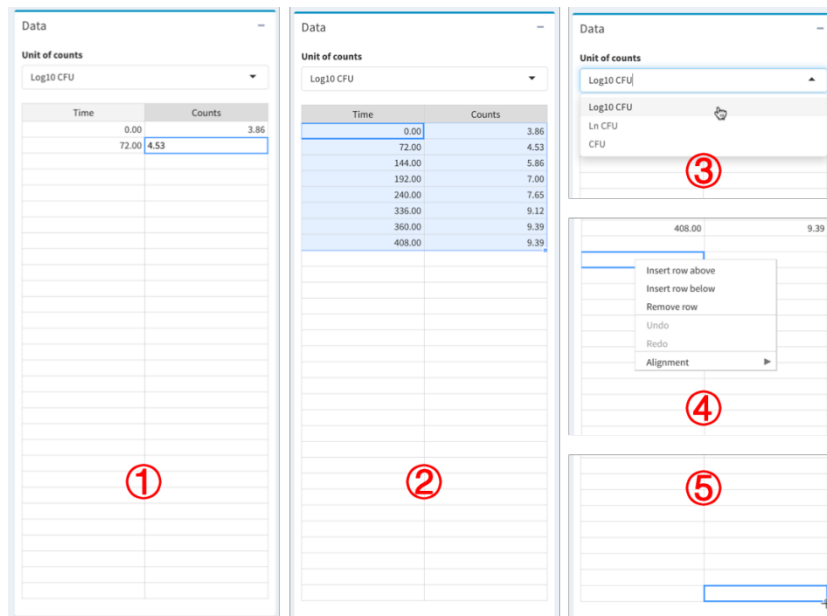 Data
−
Unit of counts
Log10 CFU
Time Counts
0.00 3.86
72.00 4.53
①
Data
−
Unit of counts
Log10 CFU
Time Counts
0.00 3.86
72.00 4.53
144.00 5.86
192.00 7.00
240.00 7.65
336.00 9.12
360.00 9.39
408.00 9.39
②
Data
−
Unit of counts
Log10 CFU
Log10 CFU
Ln CFU
CFU
③
408.00 9.39
Insert row above
Insert row below
Remove row
Undo
Redo
Alignment
④
⑤